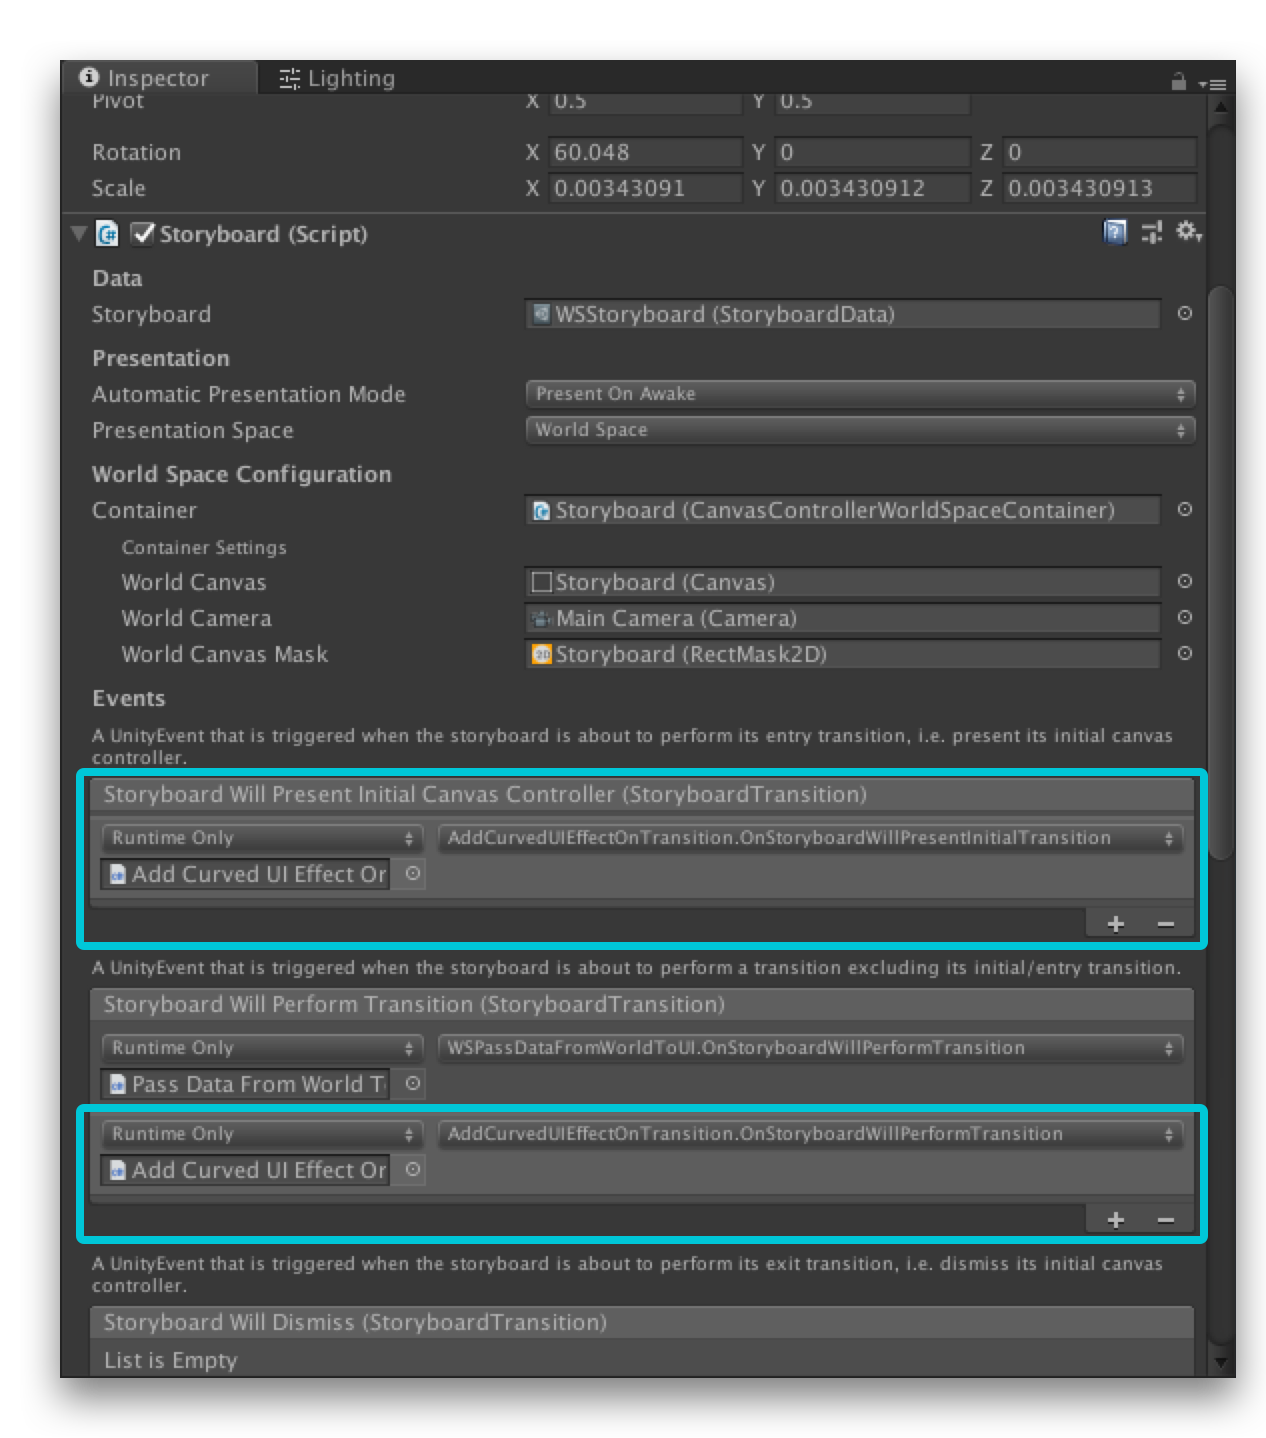 Inspector Lighting
Pivot X 0.5 Y 0.5
Rotation X 60.048 Y 0 Z 0
Scale X 0.00343091 Y 0.003430912 Z 0.003430913
Storyboard (Script)
Data
Storyboard WSStoryboard (StoryboardData)
Presentation
Automatic Presentation Mode Present On Awake
Presentation Space World Space
World Space Configuration
Container Storyboard (CanvasControllerWorldSpaceContainer)
Container Settings
World Canvas Storyboard (Canvas)
World Camera Main Camera (Camera)
World Canvas Mask Storyboard (RectMask2D)
Events
A UnityEvent that is triggered when the storyboard is about to perform its entry transition, i.e. present its initial canvas
controller.
Storyboard Will Present Initial Canvas Controller (StoryboardTransition)
Runtime Only AddCurvedUIEffectOnTransition.OnStoryboardWillPresentInitialTransition
Add Curved UI Effect Or
+ −
A UnityEvent that is triggered when the storyboard is about to perform a transition excluding its initial/entry transition.
Storyboard Will Perform Transition (StoryboardTransition)
Runtime Only WSPassDataFromWorldToUI.OnStoryboardWillPerformTransition
Pass Data From World T
Runtime Only AddCurvedUIEffectOnTransition.OnStoryboardWillPerformTransition
Add Curved UI Effect Or
+ −
A UnityEvent that is triggered when the storyboard is about to perform its exit transition, i.e. dismiss its initial canvas
controller.
Storyboard Will Dismiss (StoryboardTransition)
List is Empty